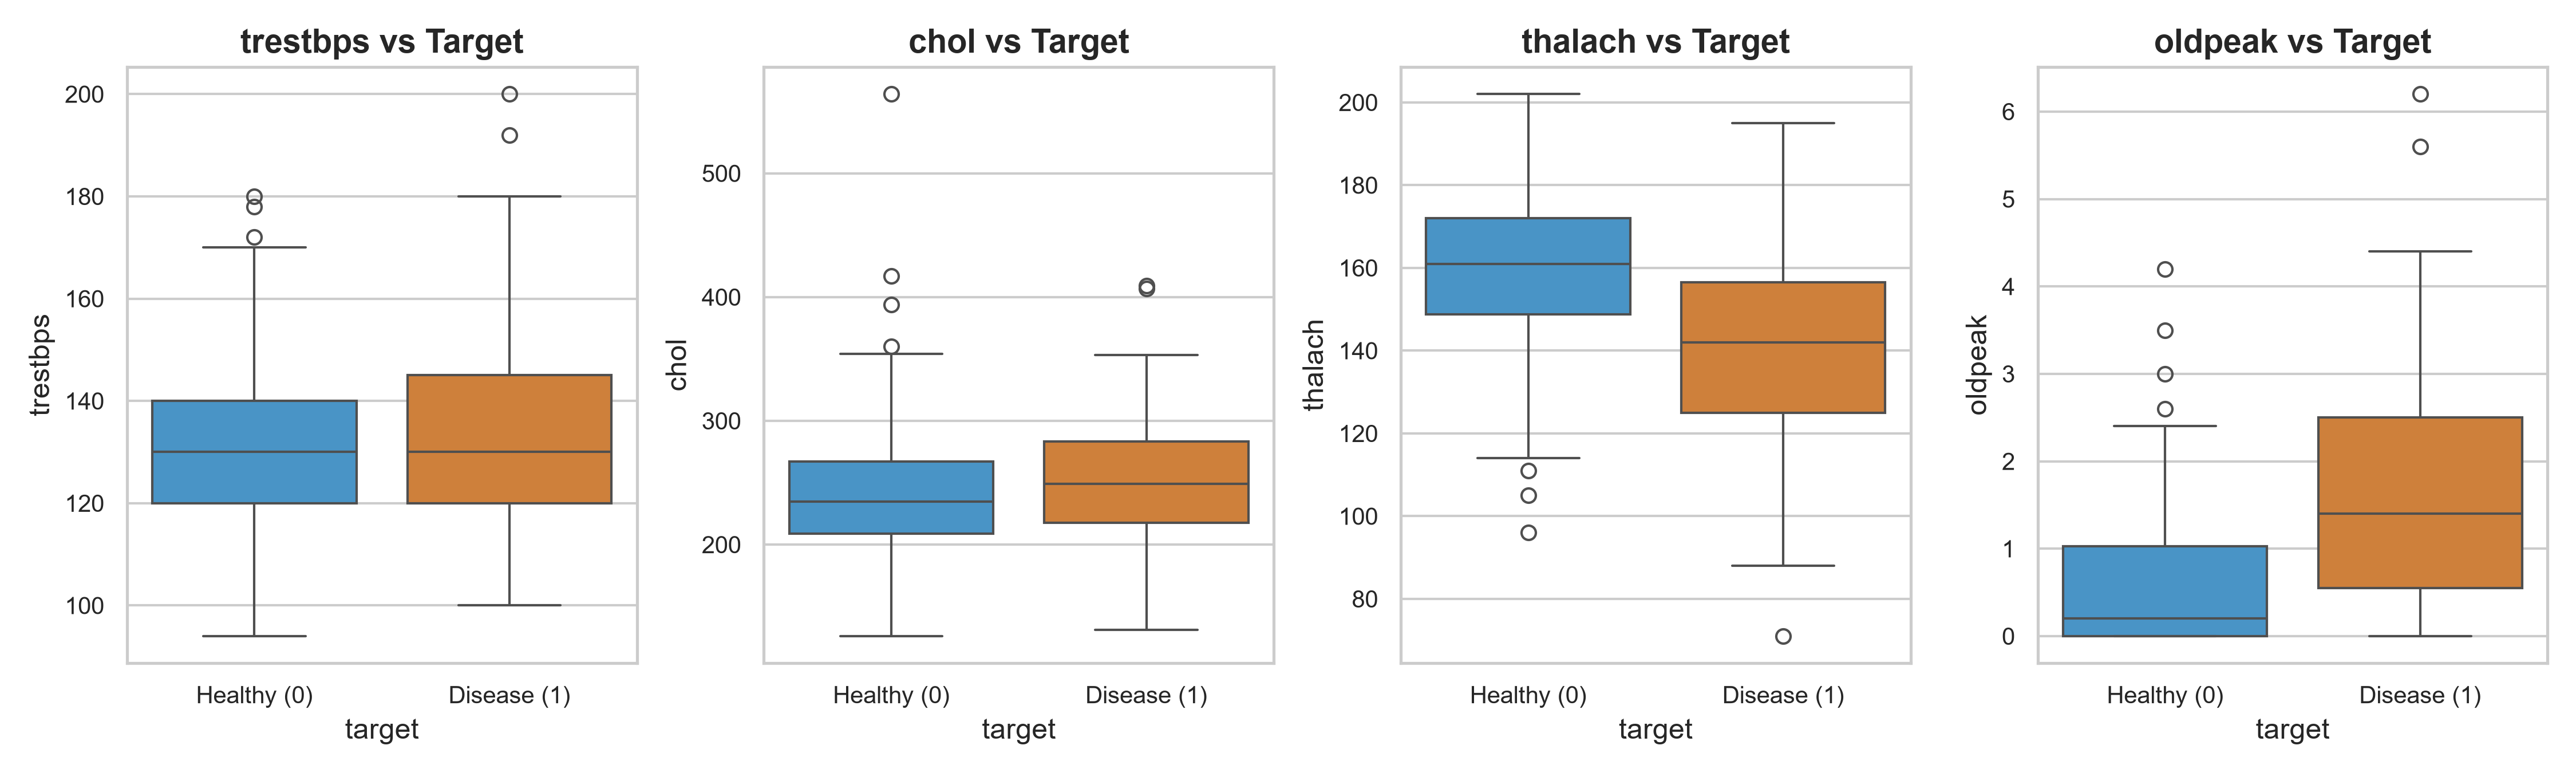 trestbps vs Target
200
180
160
140
120
100
trestbps
Healthy (0)
Disease (1)
target
chol vs Target
500
400
300
200
chol
Healthy (0)
Disease (1)
target
thalach vs Target
200
180
160
140
120
100
80
thalach
Healthy (0)
Disease (1)
target
oldpeak vs Target
6
5
4
3
2
1
0
oldpeak
Healthy (0)
Disease (1)
target